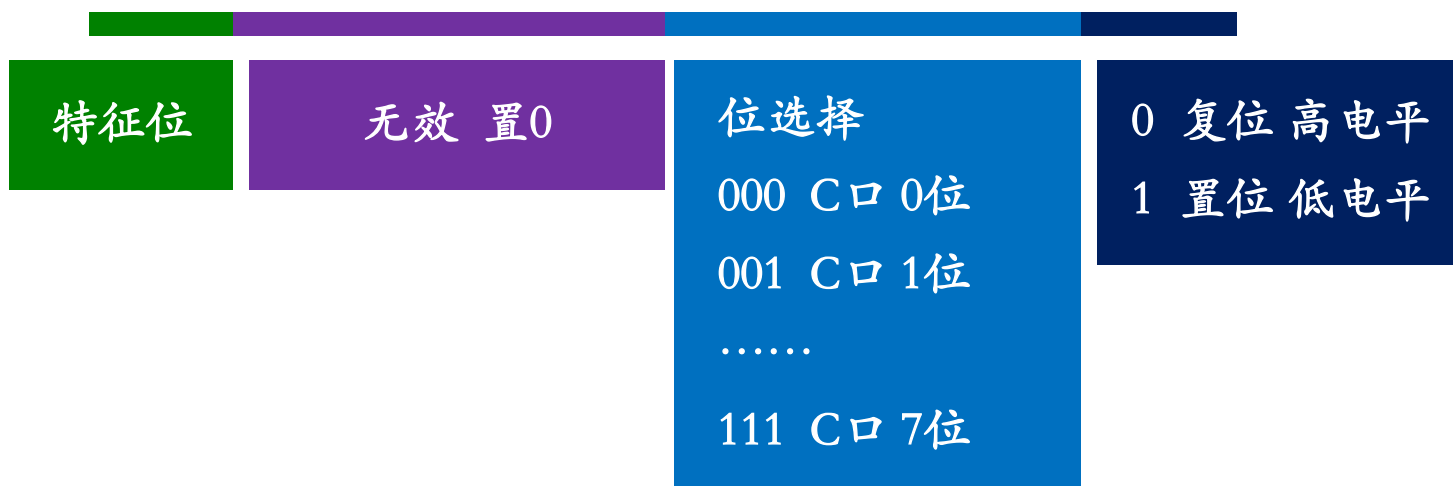 特征位
无效 置0
位选择
000 C口 0位
001 C口 1位
……
111 C口 7位
0 复位 高电平
1 置位 低电平